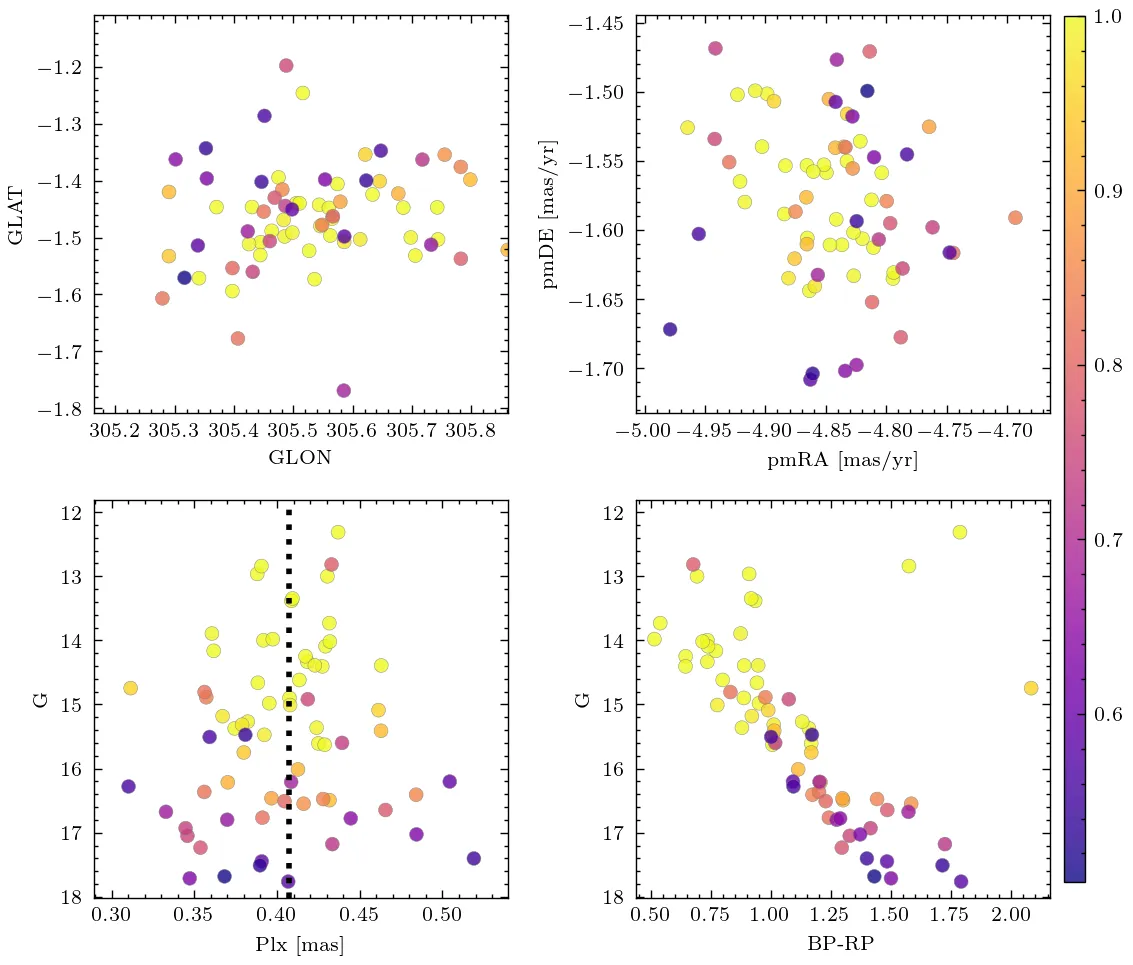 −1.2
−1.3
−1.4
−1.5
−1.6
−1.7
−1.8
GLAT
305.2 305.3 305.4 305.5 305.6 305.7 305.8
GLON
−1.45
−1.50
−1.55
−1.60
−1.65
−1.70
pmDE [mas/yr]
−5.00 −4.95 −4.90 −4.85 −4.80 −4.75 −4.70
pmRA [mas/yr]
12
13
14
15
16
17
18
G
0.30 0.35 0.40 0.45 0.50
Plx [mas]
12
13
14
15
16
17
18
G
0.50 0.75 1.00 1.25 1.50 1.75 2.00
BP-RP
1.0
0.9
0.8
0.7
0.6